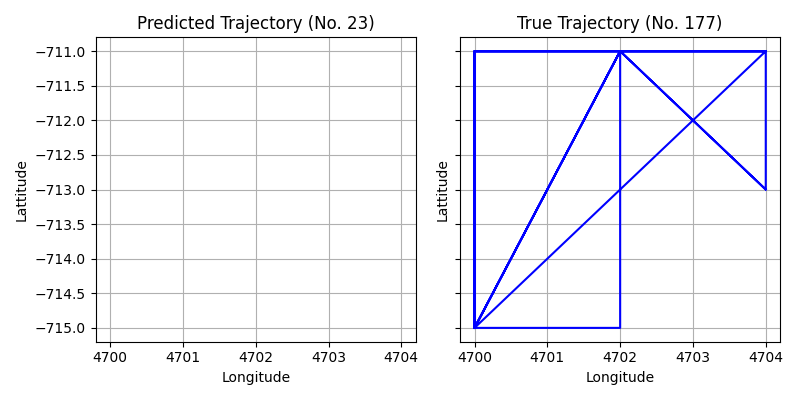 Predicted Trajectory (No. 23)
−711.0
−711.5
−712.0
−712.5
−713.0
−713.5
−714.0
−714.5
−715.0
Lattitude
4700 4701 4702 4703 4704
Longitude
True Trajectory (No. 177)
Lattitude
4700 4701 4702 4703 4704
Longitude